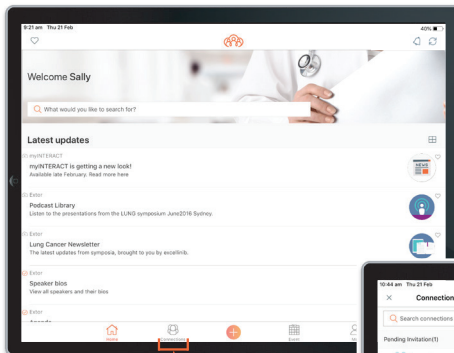 9:21 am Thu 21 Feb
40%
Welcome Sally
What would you like to search for?
Latest updates
myINTERACT
myINTERACT is getting a new look!
Available late February. Read more here
NEWS
Exter
Podcast Library
Listen to the presentations from the LUNG symposium June2016 Sydney.
Exter
Lung Cancer Newsletter
The latest updates from symposia, brought to you by excellinib.
Exter
Speaker bios
View all speakers and their bios
Exter
Home
Connections
Event
10:44 am Thu 21 Feb
Connection
Search connections
Pending Invitation(1)